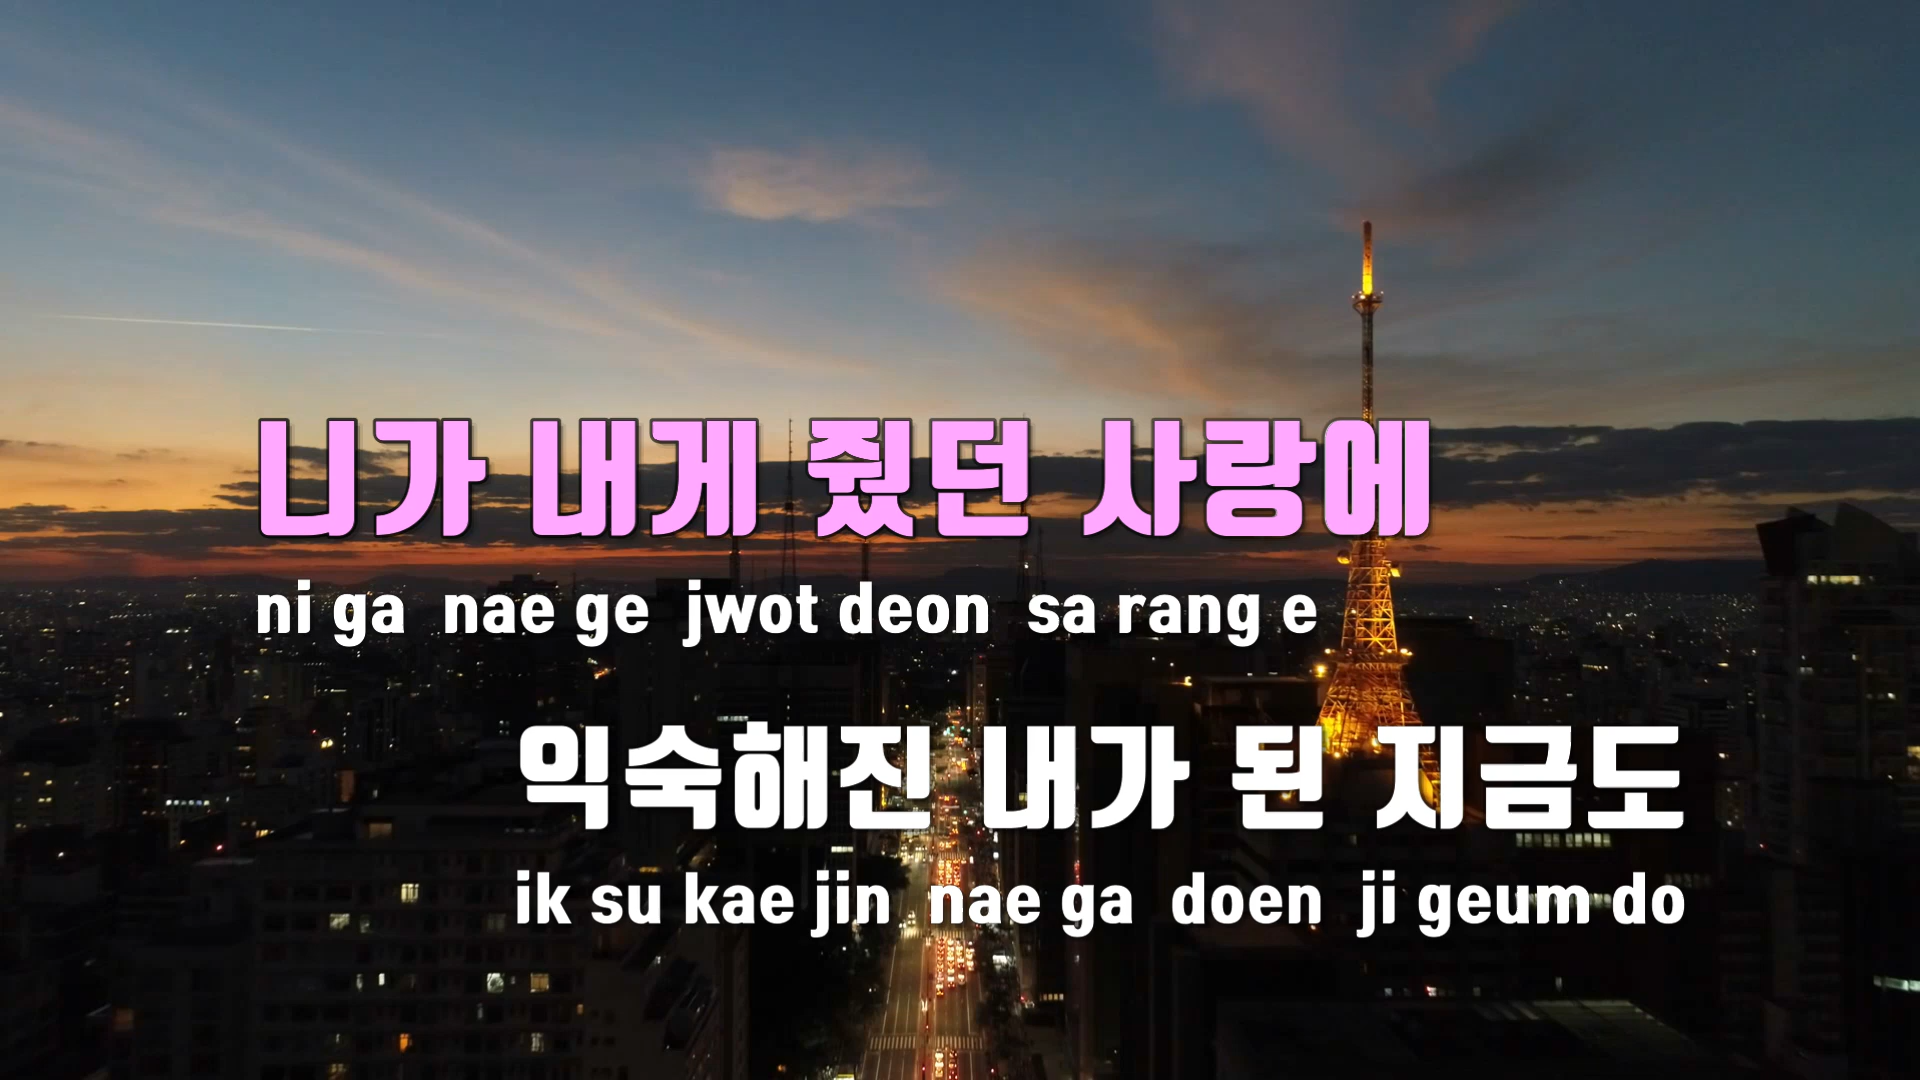 니가 내게 줬던 사랑에
ni ga nae ge jwot deon sa rang e
익숙해진 내가 된 지금도
ik su kae jin nae ga doen ji geum do